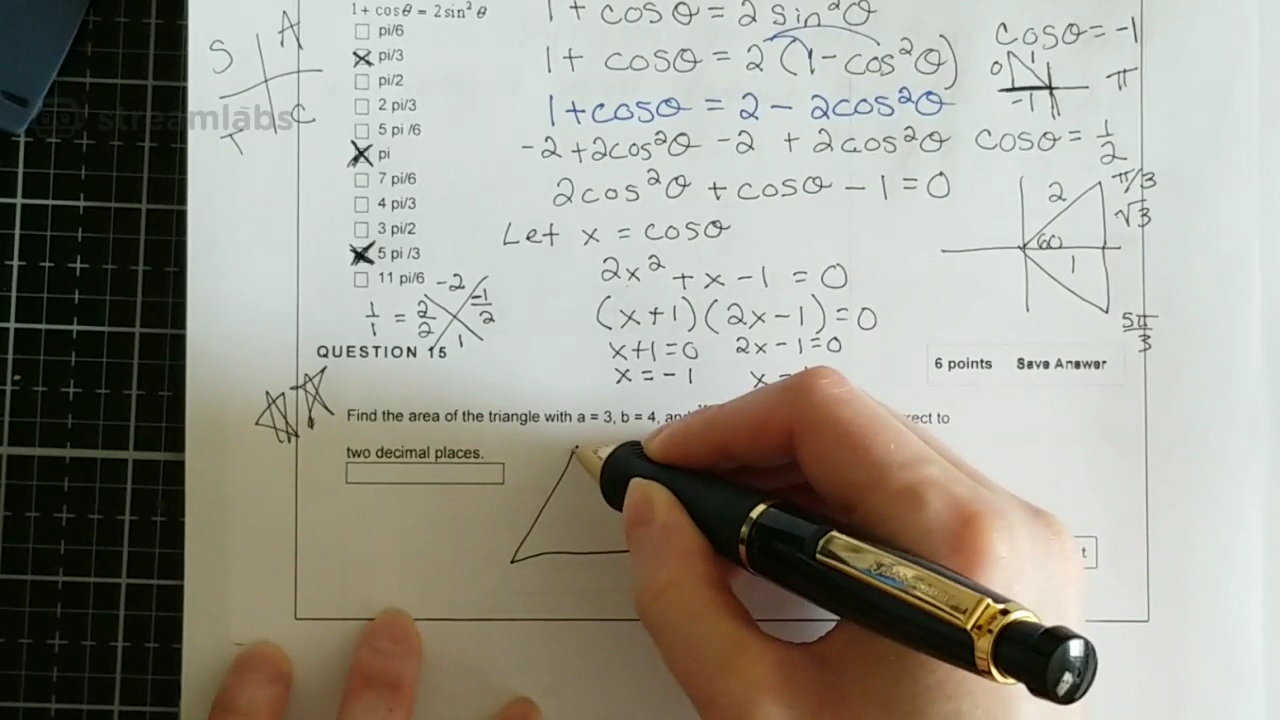 1 + cosθ = 2 sin² θ
pi/6
pi/3
pi/2
2 pi/3
5 pi /6
pi
7 pi/6
4 pi/3
3 pi/2
5 pi /3
11 pi/6
S A
T C
streamlabs
1 + cosθ = 2 sin²θ
1 + cosθ = 2 (1 - cos²θ)
1 + cosθ = 2 - 2cos²θ
-2 + 2cos²θ -2 + 2cos²θ
2cos²θ + cosθ - 1 = 0
Let x = cosθ
2x² + x - 1 = 0
(x+1)(2x-1) = 0
x+1=0 2x-1=0
x = -1 x =
cosθ = -1
0 1 π
-1
cosθ = 1/2
2 π/3
√3
60
1
5π/3
-2
1/1 = 2/2 -1/2
1
QUESTION 15
6 points Save Answer
Find the area of the triangle with a = 3, b = 4,
two decimal places.